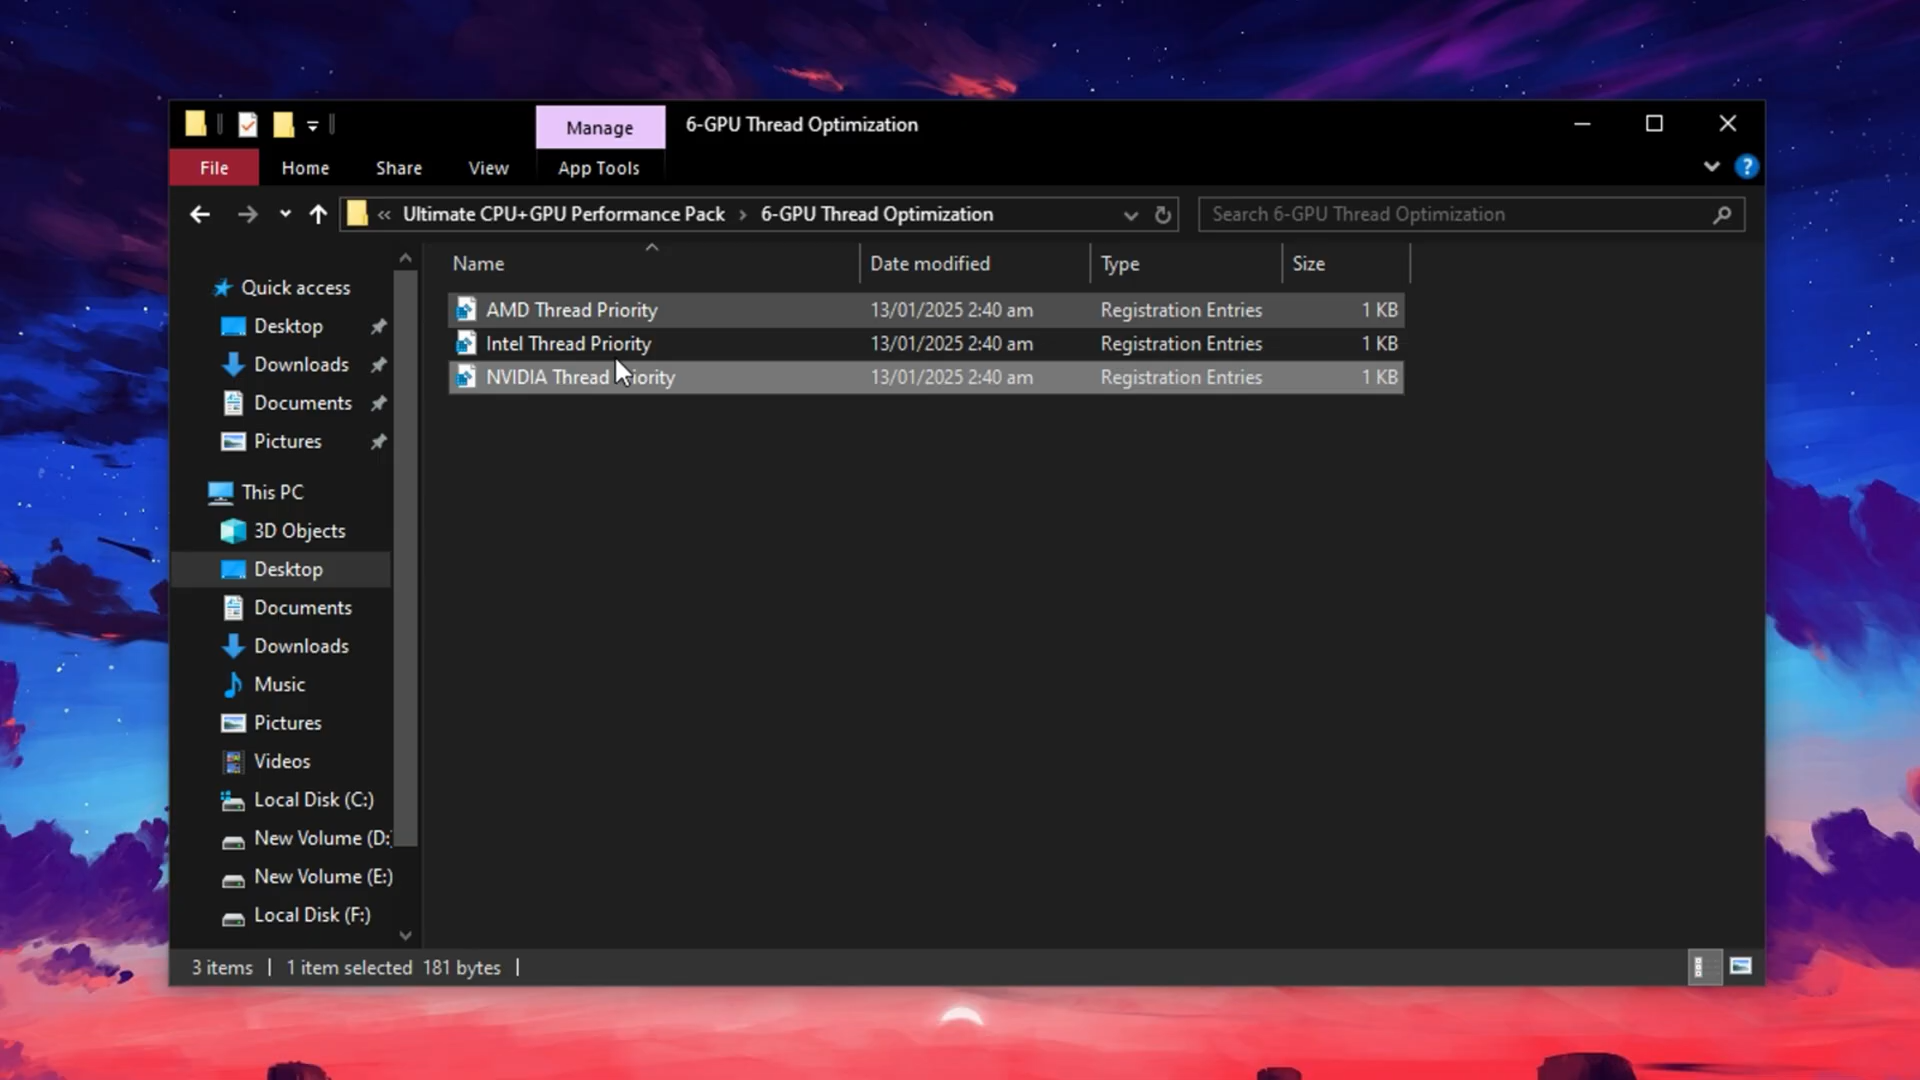 Manage
6-GPU Thread Optimization
File
Home
Share
View
App Tools
?
« Ultimate CPU+GPU Performance Pack › 6-GPU Thread Optimization
Search 6-GPU Thread Optimization
Name
Date modified
Type
Size
AMD Thread Priority 13/01/2025 2:40 am Registration Entries 1 KB
Intel Thread Priority 13/01/2025 2:40 am Registration Entries 1 KB
NVIDIA Thread iority 13/01/2025 2:40 am Registration Entries 1 KB
Quick access
Desktop
Downloads
Documents
Pictures
This PC
3D Objects
Desktop
Documents
Downloads
Music
Pictures
Videos
Local Disk (C:)
New Volume (D:
New Volume (E:)
Local Disk (F:)
3 items
1 item selected 181 bytes